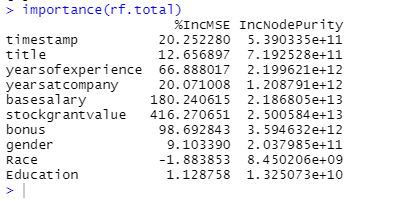 > importance(rf.total)
%IncMSE IncNodePurity
timestamp 20.252280 5.390335e+11
title 12.656897 7.192528e+11
yearsofexperience 66.888017 2.199621e+12
yearsatcompany 20.071008 1.208791e+12
basesalary 180.240615 2.186805e+13
stockgrantvalue 416.270651 2.500584e+13
bonus 98.692843 3.594632e+12
gender 9.103390 2.037985e+11
Race -1.883853 8.450206e+09
Education 1.128758 1.325073e+10
>